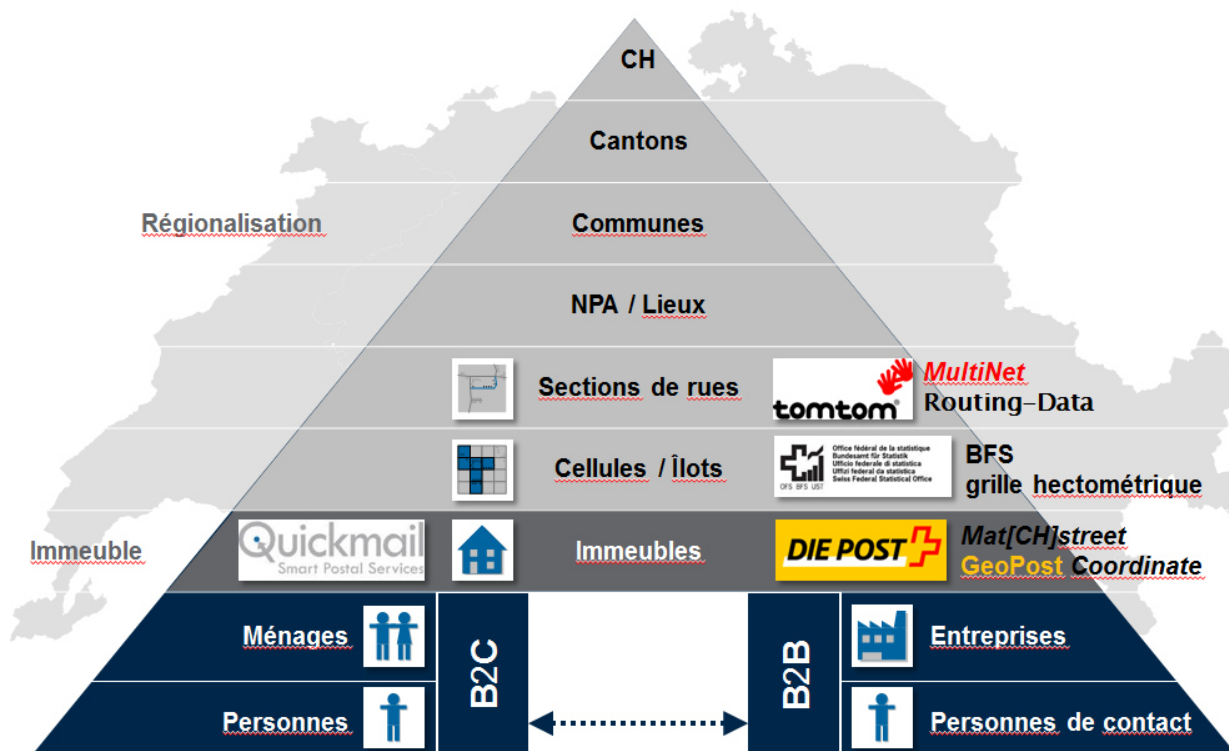 CH
Cantons
Régionalisation
Communes
NPA / Lieux
Sections de rues
tomtom®
MultiNet
Routing-Data
Cellules / Îlots
Office fédéral de la statistique
Bundesamt für Statistik
Ufficio federale di statistica
Uffizi federal da statistica
Swiss Federal Statistical Office
OFS BFS UST
BFS
grille hectométrique
Immeuble
Quickmail
Smart Postal Services
Immeubles
DIE POST
Mat[CH]street
GeoPost Coordinate
Ménages
B2C
B2B
Entreprises
Personnes
Personnes de contact